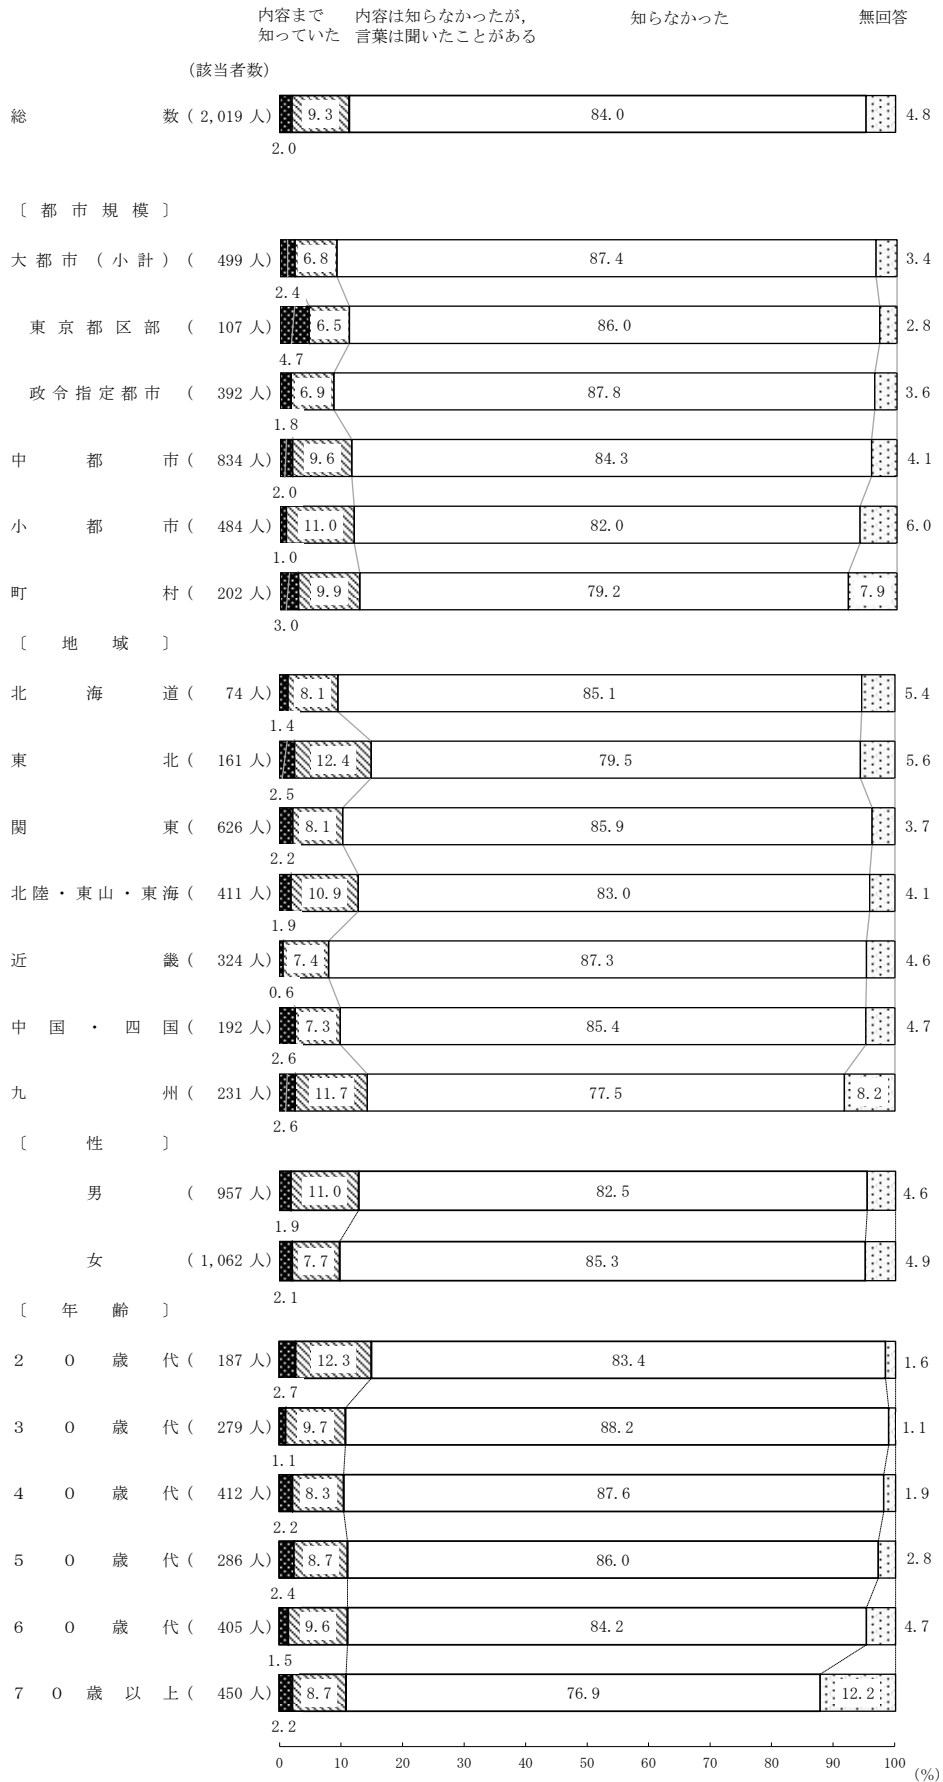 内容まで 内容は知らなかったが， 知らなかった 無回答
知っていた 言葉は聞いたことがある
（該当者数）
総数（2,019 人） 9.3 84.0 4.8
2.0
〔都市規模〕
大都市（小計）（499 人） 6.8 87.4 3.4
2.4
東京都区部（107 人） 6.5 86.0 2.8
4.7
政令指定都市（392 人） 6.9 87.8 3.6
1.8
中都市（834 人） 9.6 84.3 4.1
2.0
小都市（484 人） 11.0 82.0 6.0
1.0
町村（202 人） 9.9 79.2 7.9
3.0
〔地域〕
北海道（74 人） 8.1 85.1 5.4
1.4
東北（161 人） 12.4 79.5 5.6
2.5
関東（626 人） 8.1 85.9 3.7
2.2
北陸・東山・東海（411 人） 10.9 83.0 4.1
1.9
近畿（324 人） 7.4 87.3 4.6
0.6
中国・四国（192 人） 7.3 85.4 4.7
2.6
九州（231 人） 11.7 77.5 8.2
2.6
〔性〕
男（957 人） 11.0 82.5 4.6
1.9
女（1,062 人） 7.7 85.3 4.9
2.1
〔年齢〕
２０歳代（187 人） 12.3 83.4 1.6
2.7
３０歳代（279 人） 9.7 88.2 1.1
1.1
４０歳代（412 人） 8.3 87.6 1.9
2.2
５０歳代（286 人） 8.7 86.0 2.8
2.4
６０歳代（405 人） 9.6 84.2 4.7
1.5
７０歳以上（450 人） 8.7 76.9 12.2
2.2
0 10 20 30 40 50 60 70 80 90 100
(%)